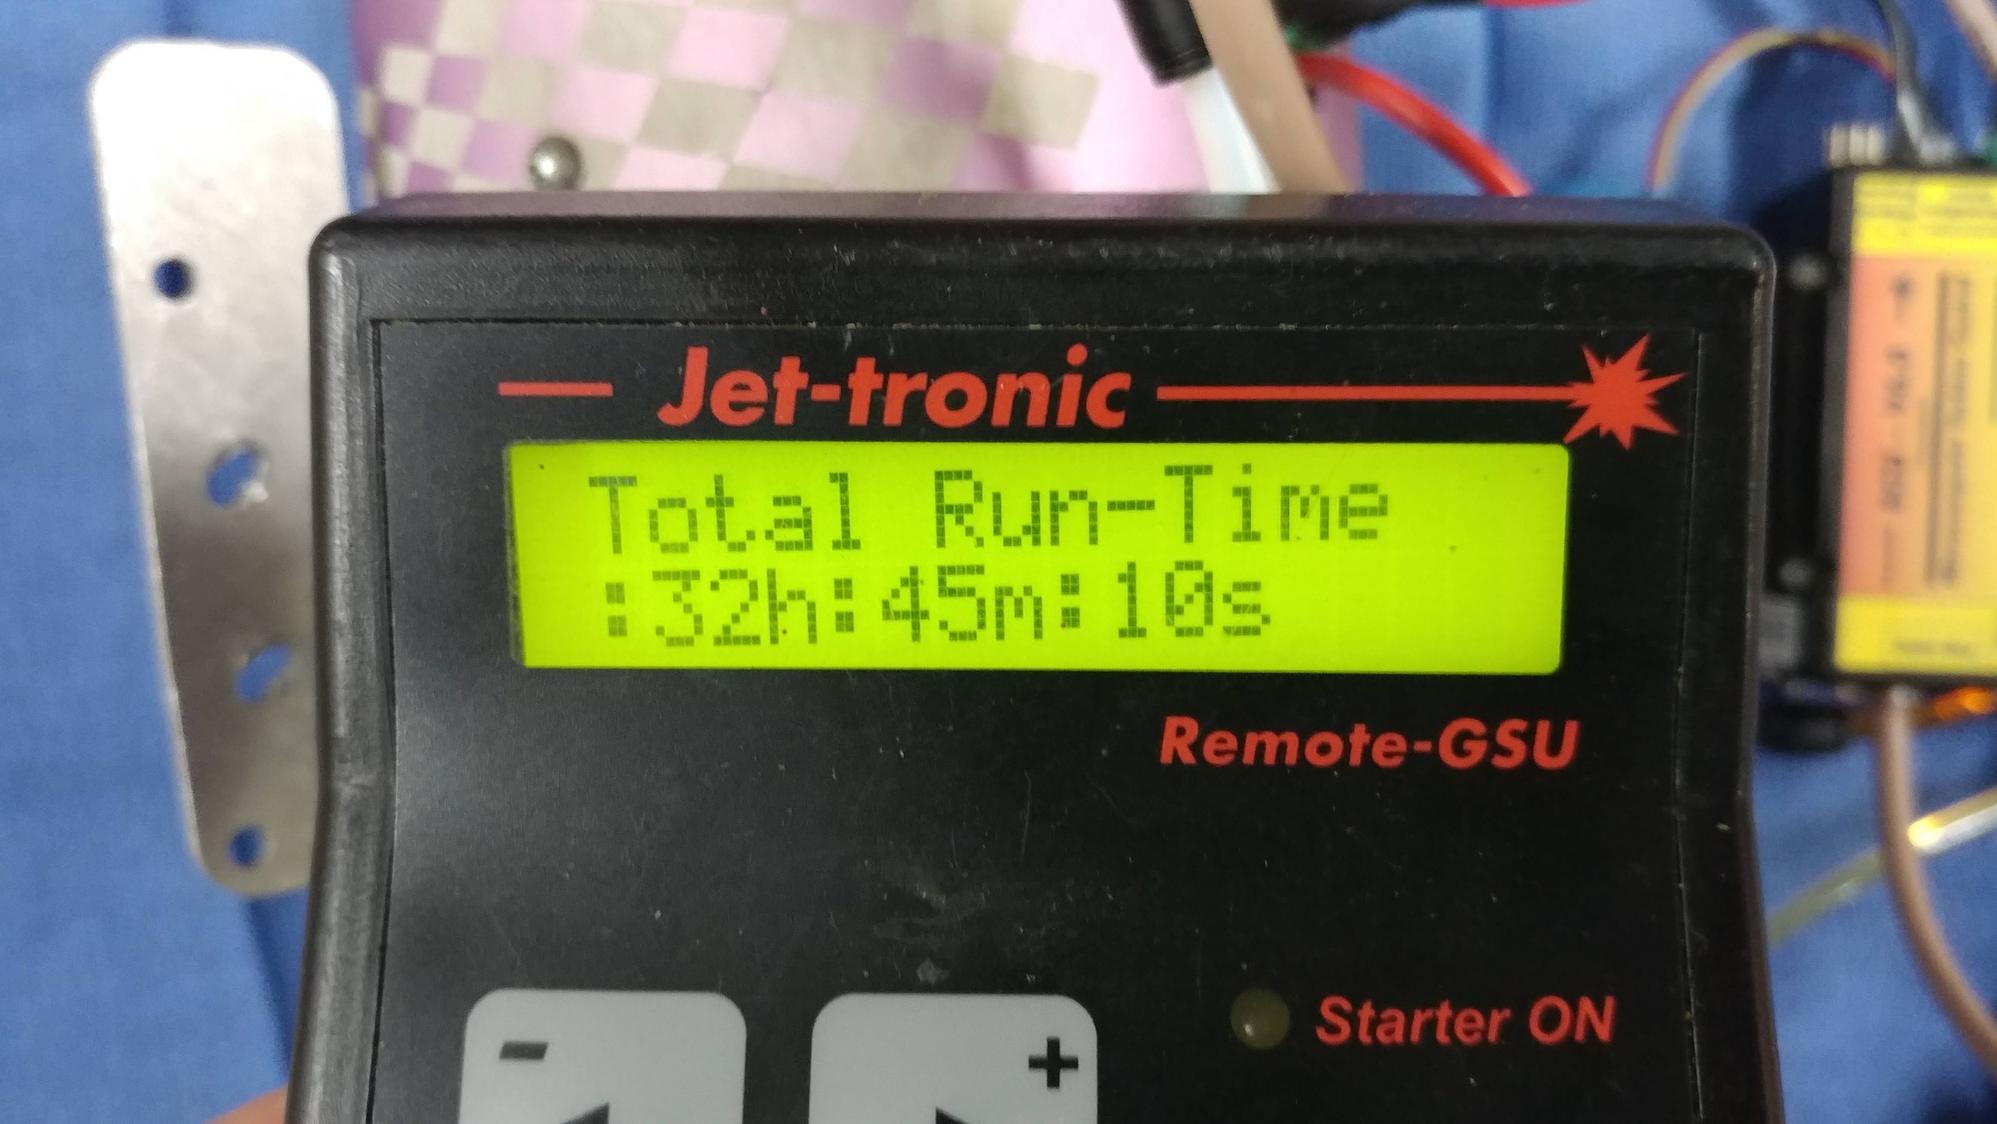 Jet-tronic
Total Run-Time
:32h:45m:10s
Remote-GSU
Starter ON
-
+